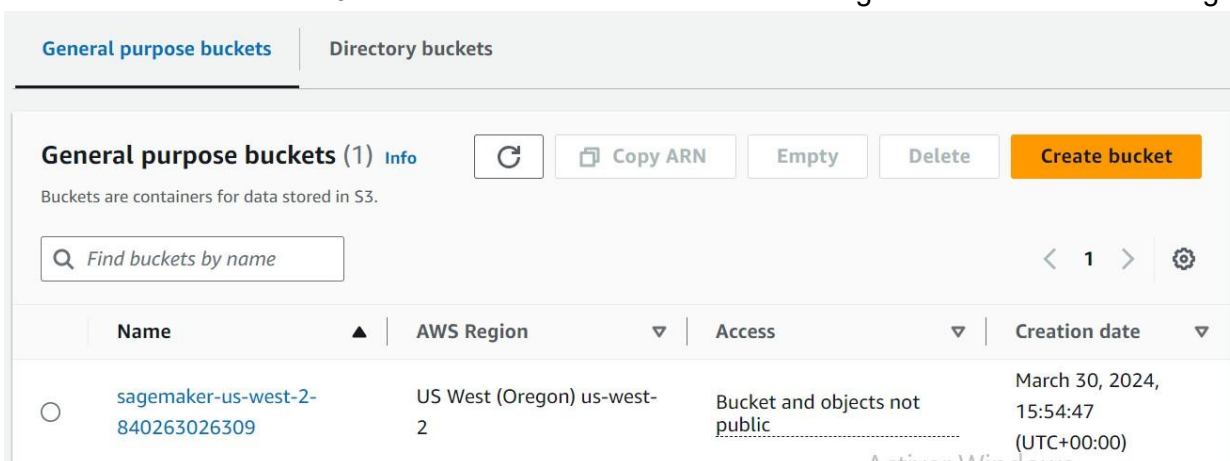 General purpose buckets Directory buckets
General purpose buckets (1) Info Copy ARN Empty Delete Create bucket
Buckets are containers for data stored in S3.
Find buckets by name 1
Name AWS Region Access Creation date
sagemaker-us-west-2-
840263026309
US West (Oregon) us-west-
2
Bucket and objects not
public
March 30, 2024,
15:54:47
(UTC+00:00)